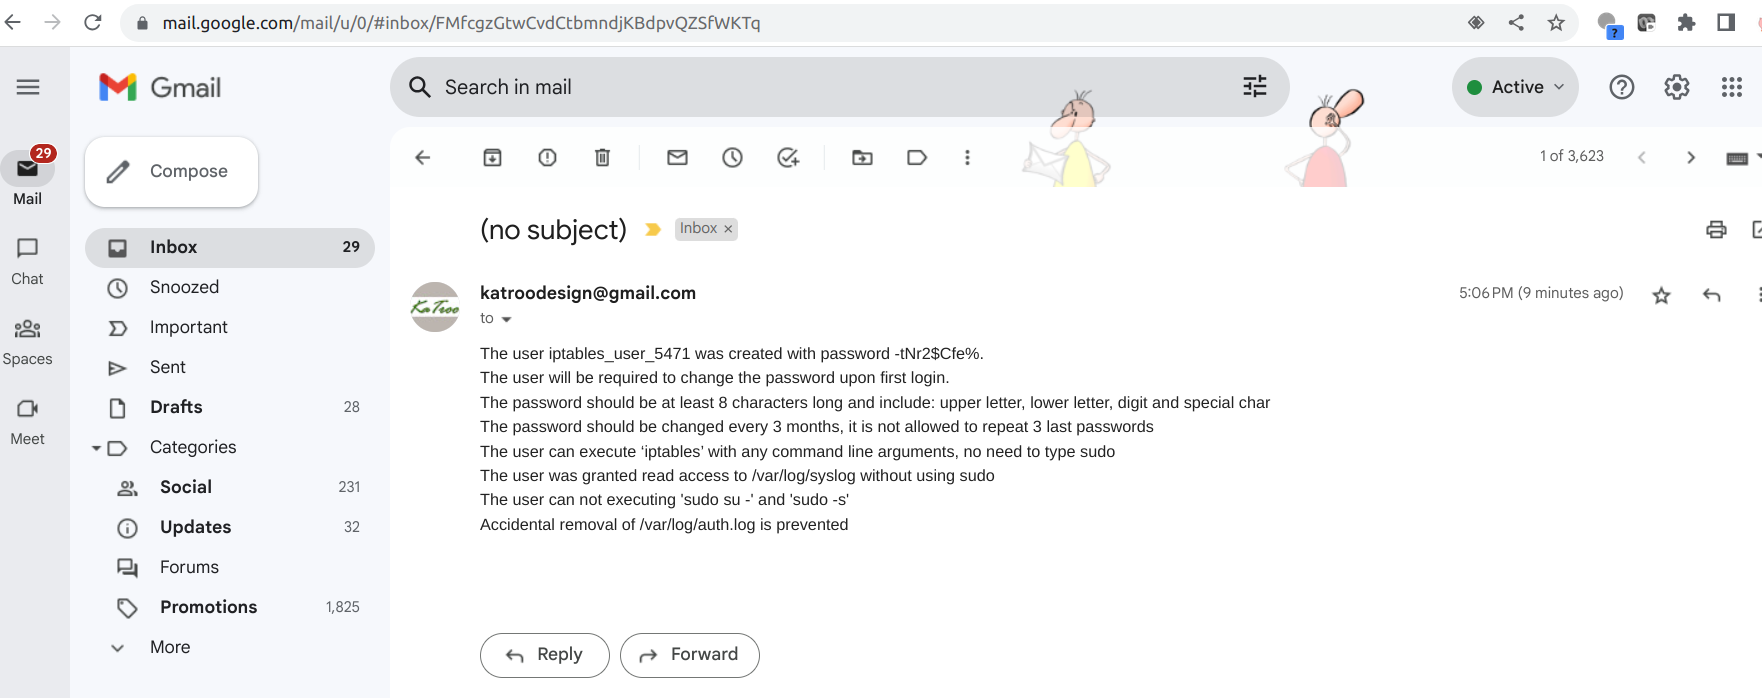 mail.google.com/mail/u/0/#inbox/FMfcgzGtwCvdCtbmndjKBdpvQZSfWKTq
Gmail
Search in mail
Active
29
Mail
Chat
Spaces
Meet
Compose
Inbox 29
Snoozed
Important
Sent
Drafts 28
Categories
Social 231
Updates 32
Forums
Promotions 1,825
More
1 of 3,623
(no subject)
Inbox ×
KaTroo
katroodesign@gmail.com
5:06 PM (9 minutes ago)
to
The user iptables_user_5471 was created with password -tNr2$Cfe%.
The user will be required to change the password upon first login.
The password should be at least 8 characters long and include: upper letter, lower letter, digit and special char
The password should be changed every 3 months, it is not allowed to repeat 3 last passwords
The user can execute ‘iptables’ with any command line arguments, no need to type sudo
The user was granted read access to /var/log/syslog without using sudo
The user can not executing 'sudo su -' and 'sudo -s'
Accidental removal of /var/log/auth.log is prevented
Reply
Forward